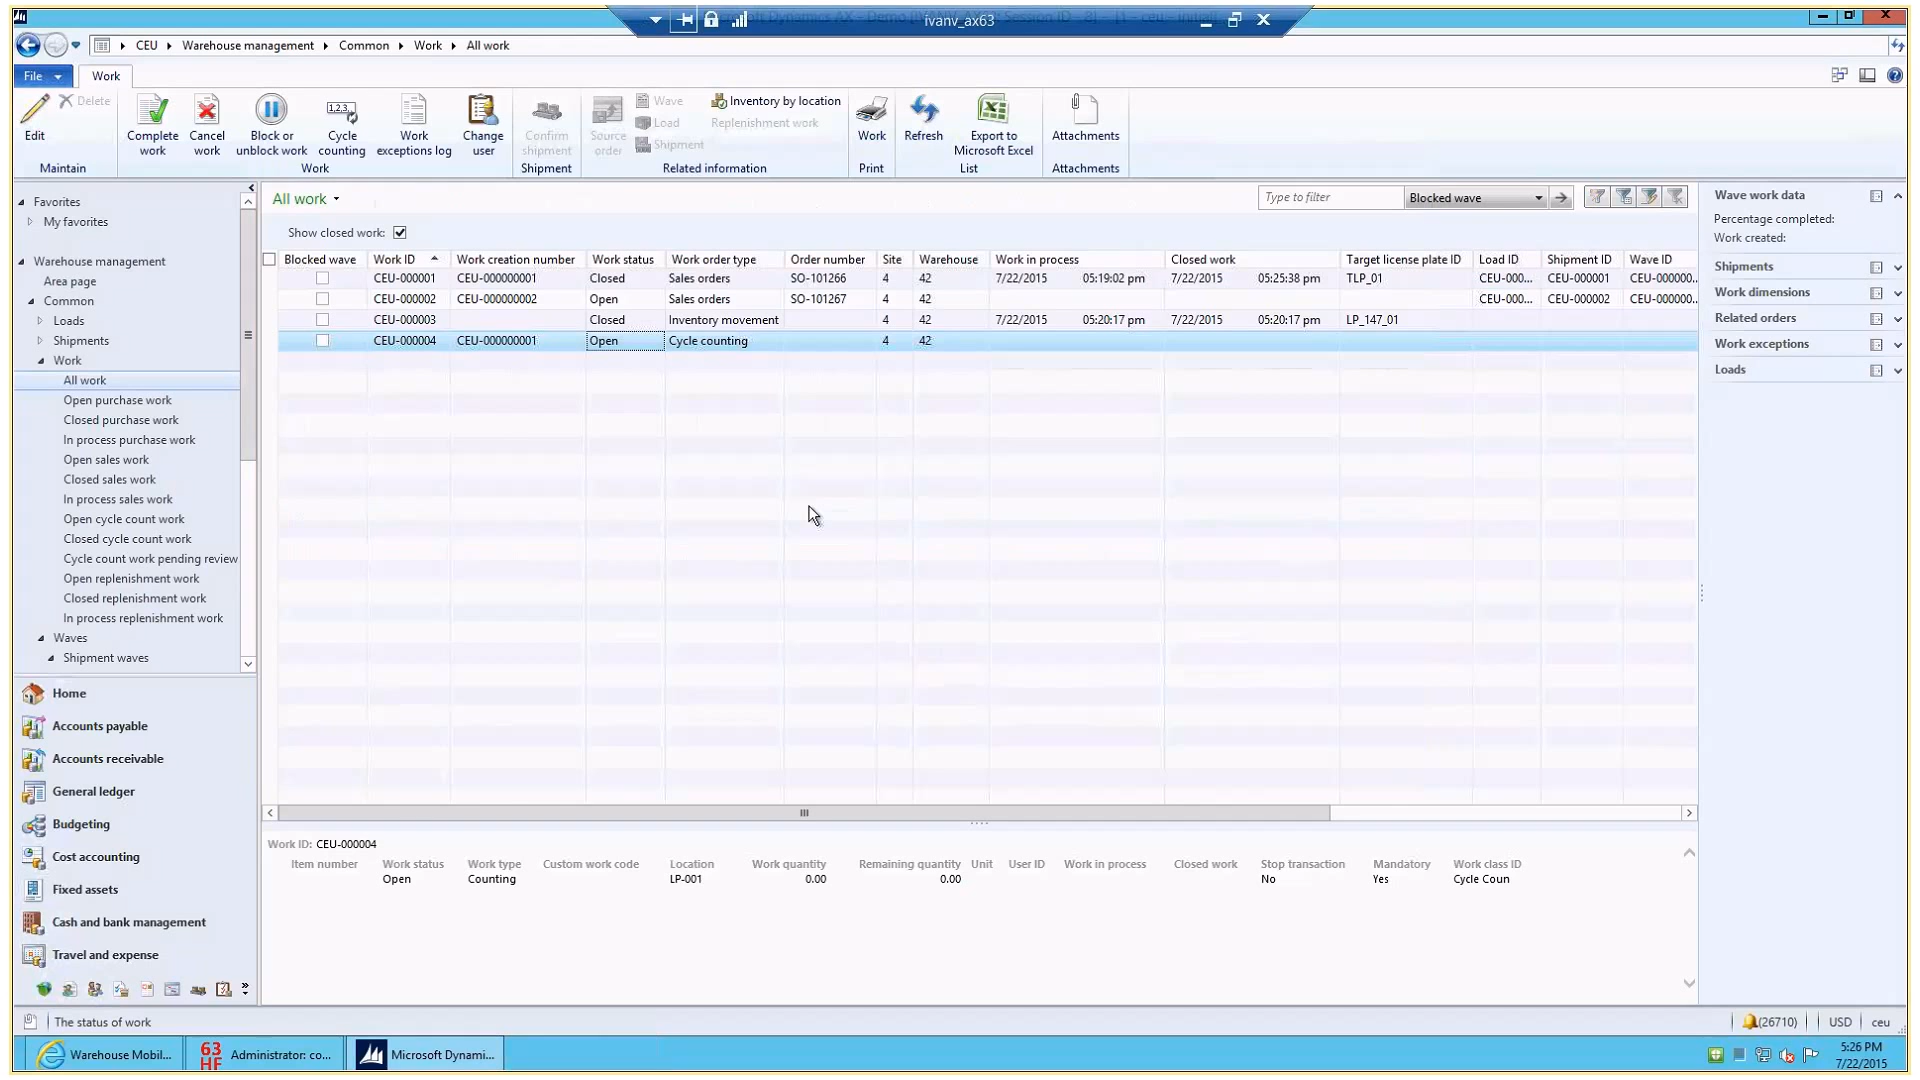 ivanv_ax63
CEU Warehouse management Common Work All work
File Work
Edit Delete Complete work Cancel work Block or unblock work Cycle counting Work exceptions log Change user Confirm shipment Source order Wave Load Shipment Inventory by location Replenishment work Work Refresh Export to Microsoft Excel Attachments
Maintain Work Shipment Related information Print List Attachments
Favorites
My favorites
Warehouse management
Area page
Common
Loads
Shipments
Work
All work
Open purchase work
Closed purchase work
In process purchase work
Open sales work
Closed sales work
In process sales work
Open cycle count work
Closed cycle count work
Cycle count work pending review
Open replenishment work
Closed replenishment work
In process replenishment work
Waves
Shipment waves
Home
Accounts payable
Accounts receivable
General ledger
Budgeting
Cost accounting
Fixed assets
Cash and bank management
Travel and expense
All work
Type to filter Blocked wave
Show closed work:
Blocked wave Work ID Work creation number Work status Work order type Order number Site Warehouse Work in process Closed work Target license plate ID Load ID Shipment ID Wave ID
CEU-000001 CEU-000000001 Closed Sales orders SO-101266 4 42 7/22/2015 05:19:02 pm 7/22/2015 05:25:38 pm TLP_01 CEU-000... CEU-000001 CEU-000000...
CEU-000002 CEU-000000002 Open Sales orders SO-101267 4 42 CEU-000... CEU-000002 CEU-000000...
CEU-000003 Closed Inventory movement 4 42 7/22/2015 05:20:17 pm 7/22/2015 05:20:17 pm LP_147_01
CEU-000004 CEU-000000001 Open Cycle counting 4 42
Work ID: CEU-000004
Item number Work status Work type Custom work code Location Work quantity Remaining quantity Unit User ID Work in process Closed work Stop transaction Mandatory Work class ID
Open Counting LP-001 0.00 0.00 No Yes Cycle Coun
Wave work data
Percentage completed:
Work created:
Shipments
Work dimensions
Related orders
Work exceptions
Loads
The status of work (26710) USD ceu
Warehouse Mobil... Administrator: co... Microsoft Dynami...
5:26 PM
7/22/2015